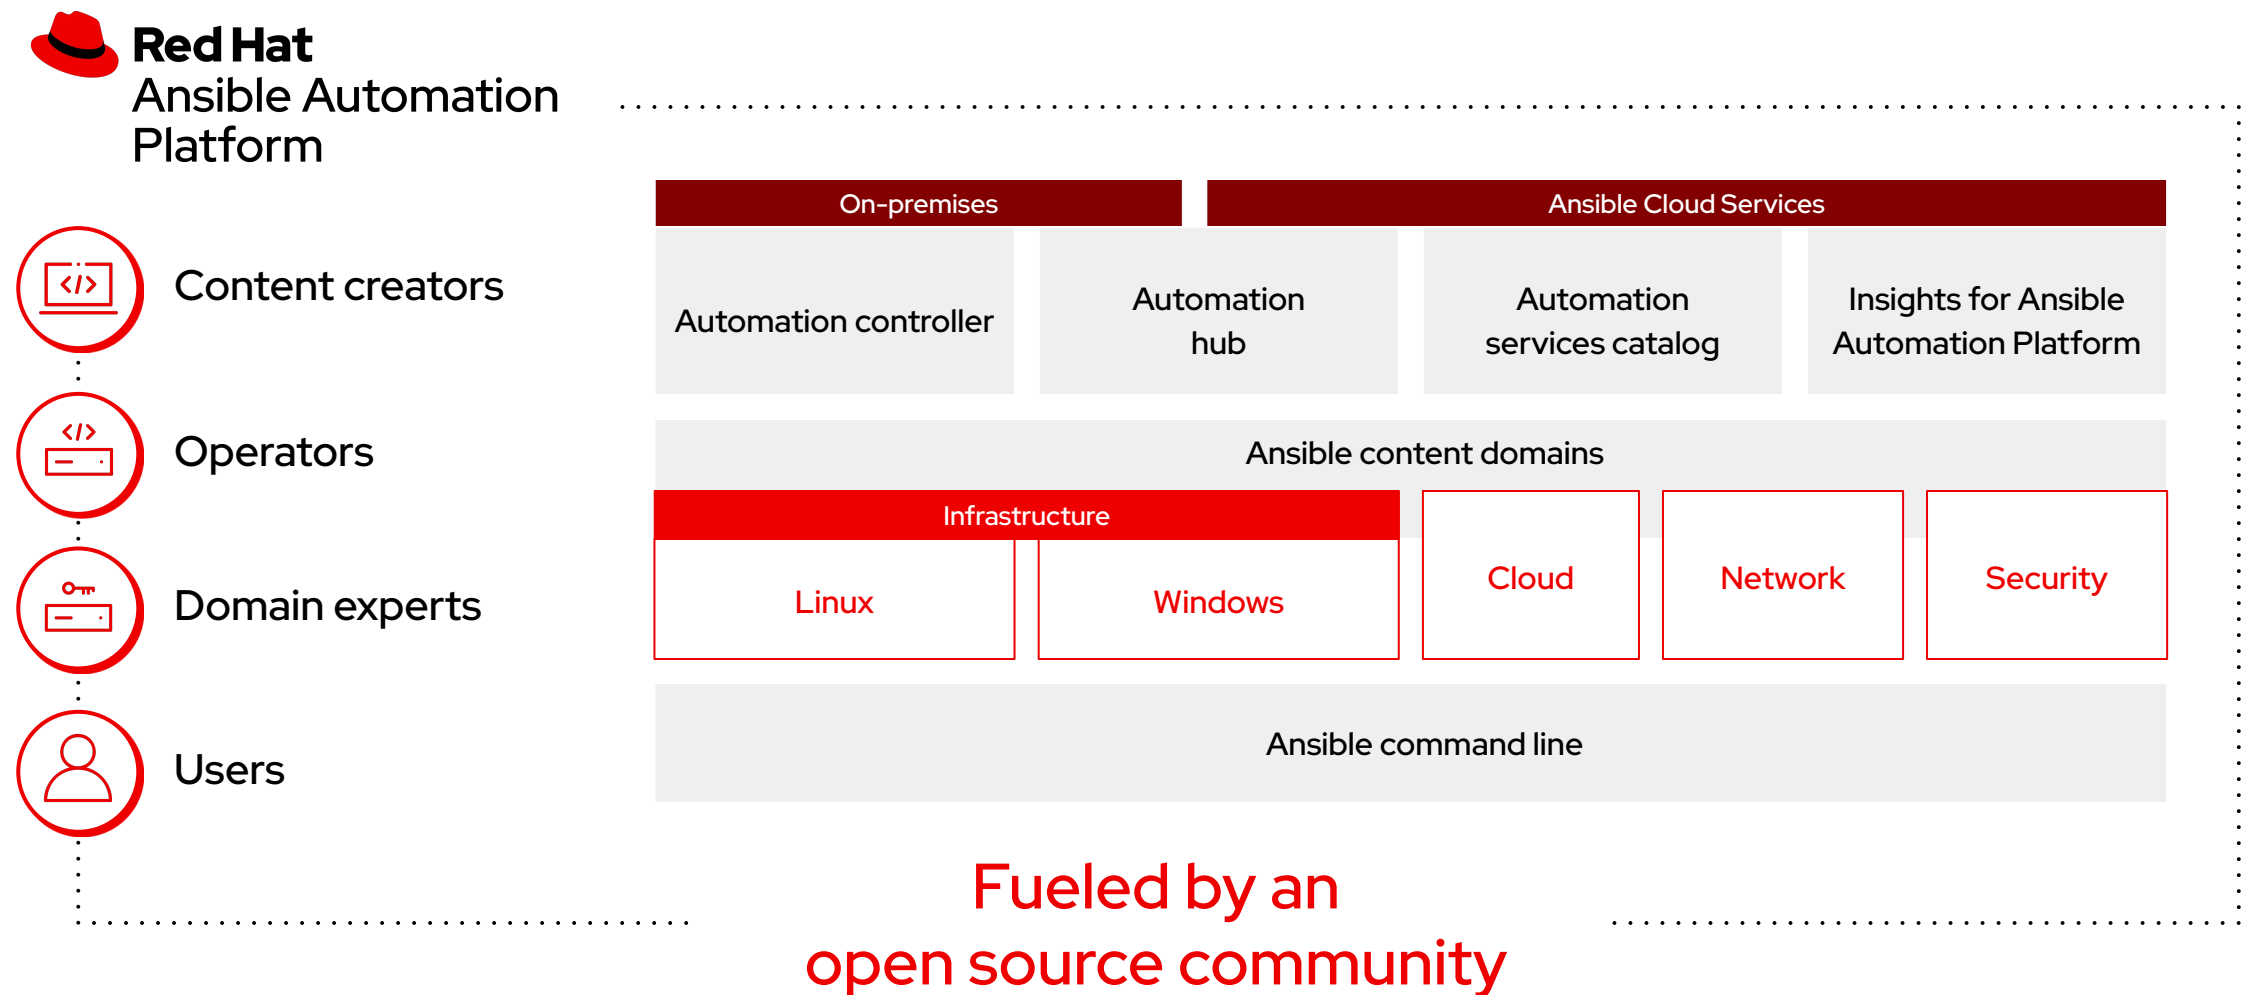 Red Hat
Ansible Automation
Platform
On-premises
Ansible Cloud Services
Content creators
Automation controller
Automation
hub
Automation
services catalog
Insights for Ansible
Automation Platform
Operators
Ansible content domains
Infrastructure
Linux
Windows
Cloud
Network
Security
Domain experts
Users
Ansible command line
Fueled by an
open source community